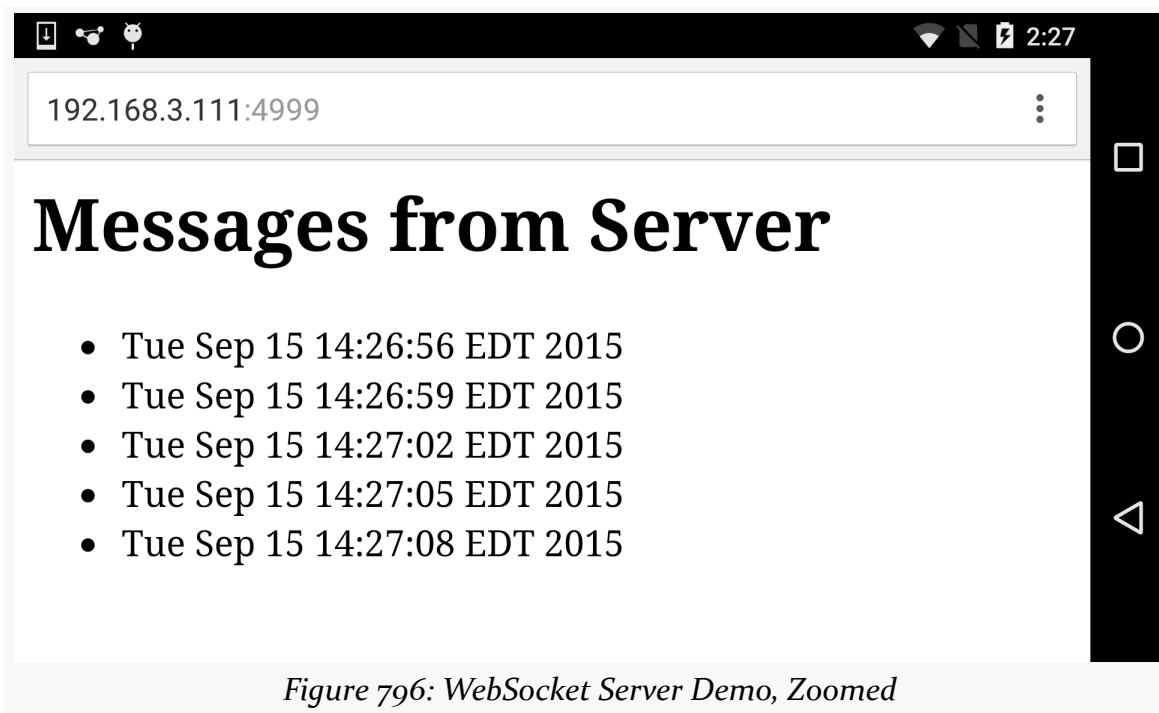 2:27
192.168.3.111:4999
Messages from Server
• Tue Sep 15 14:26:56 EDT 2015
• Tue Sep 15 14:26:59 EDT 2015
• Tue Sep 15 14:27:02 EDT 2015
• Tue Sep 15 14:27:05 EDT 2015
• Tue Sep 15 14:27:08 EDT 2015
Figure 796: WebSocket Server Demo, Zoomed